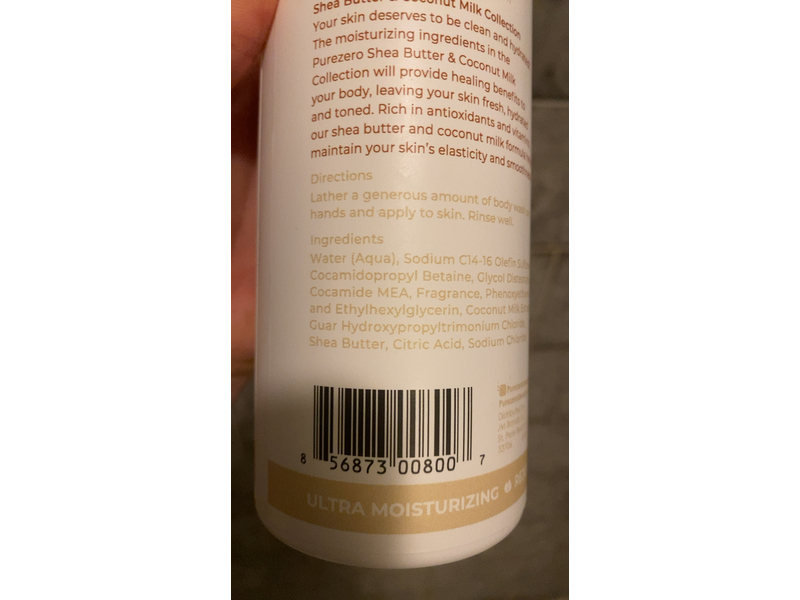 Shea Butter & Coconut Milk Collection
Your skin deserves to be clean and hydrated.
The moisturizing ingredients in the
Purezero Shea Butter & Coconut Milk
Collection will provide healing benefits to
your body, leaving your skin fresh, hydrated
and toned. Rich in antioxidants and vitamins
our shea butter and coconut milk formula
maintain your skin's elasticity and
Directions
Lather a generous amount of body
hands and apply to skin. Rinse well.
Ingredients
Water (Aqua), Sodium C14-16 Olefin
Cocamidopropyl Betaine, Glycol
Cocamide MEA, Fragrance,
and Ethylhexylglycerin, Coconut Milk
Guar Hydroxypropyltrimonium Chloride,
Shea Butter, Citric Acid, Sodium
8 56873 00800 7
ULTRA MOISTURIZING